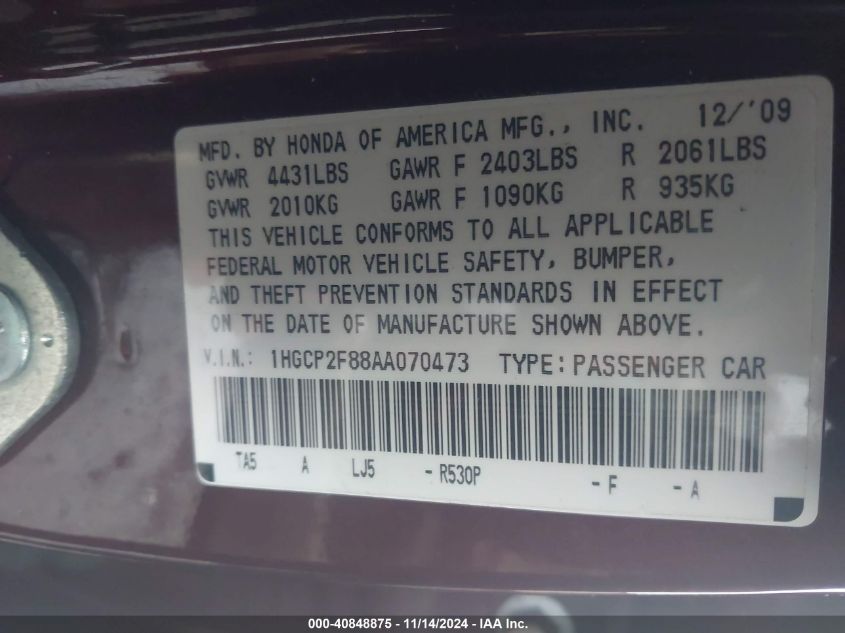 MFD. BY HONDA OF AMERICA MFG., INC. 12/'09
GVWR 4431LBS GAWR F 2403LBS R 2061LBS
GVWR 2010KG GAWR F 1090KG R 935KG
THIS VEHICLE CONFORMS TO ALL APPLICABLE
FEDERAL MOTOR VEHICLE SAFETY, BUMPER,
AND THEFT PREVENTION STANDARDS IN EFFECT
ON THE DATE OF MANUFACTURE SHOWN ABOVE.
V.I.N.: 1HGCP2F88AA070473 TYPE: PASSENGER CAR
TA5 A LJ5 - R530P - F - A
000-40848875 - 11/14/2024 - IAA Inc.